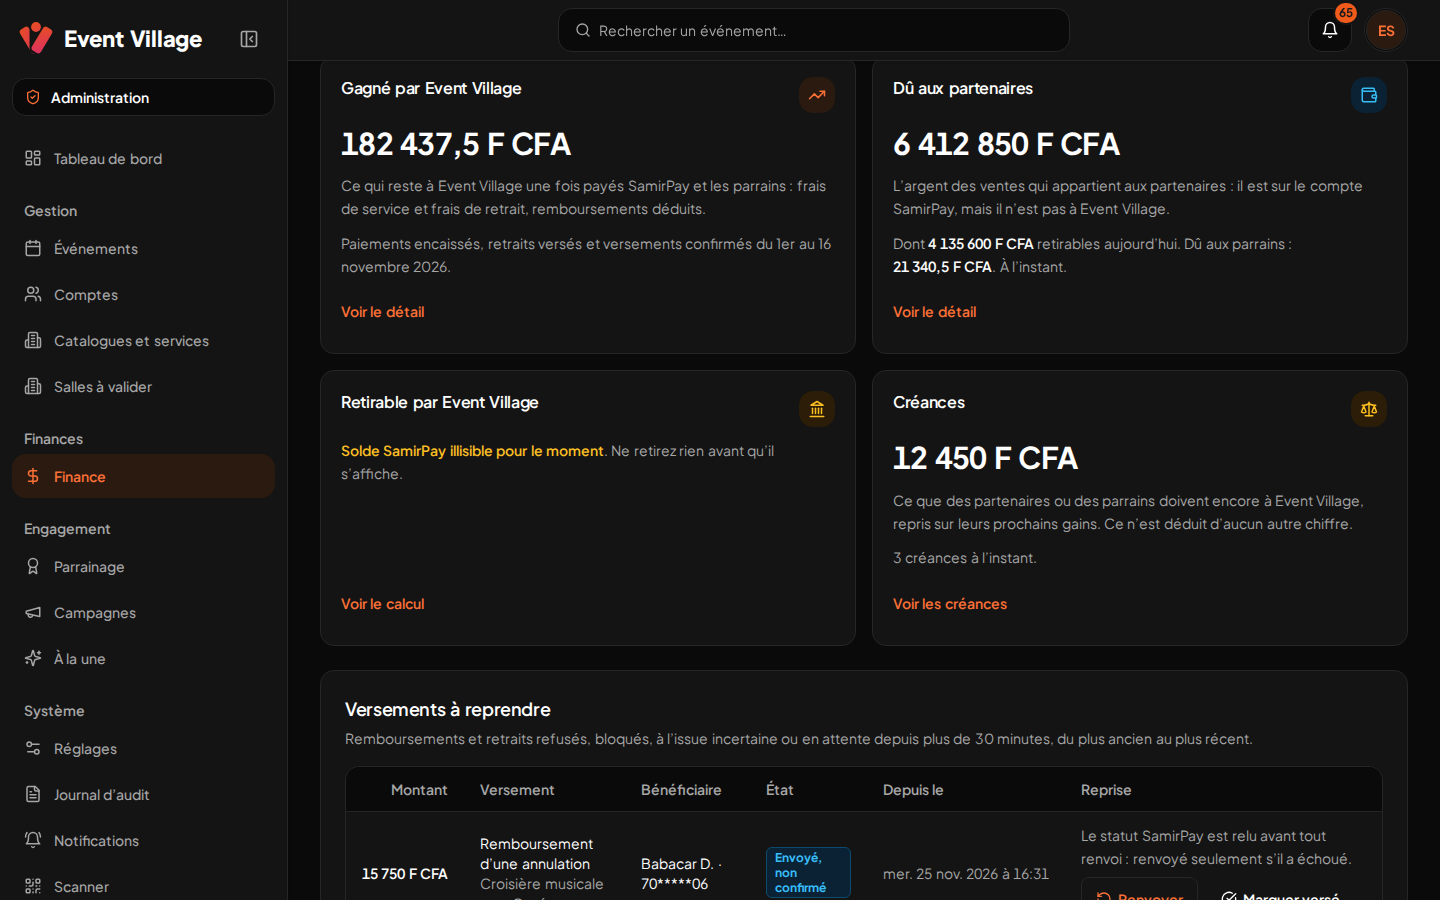 Event Village
Administration
Tableau de bord
Gestion
Événements
Comptes
Catalogues et services
Salles à valider
Finances
Finance
Engagement
Parrainage
Campagnes
À la une
Système
Réglages
Journal d’audit
Notifications
Scanner
Rechercher un événement…
65
ES
Gagné par Event Village
182 437,5 F CFA
Ce qui reste à Event Village une fois payés SamirPay et les parrains : frais
de service et frais de retrait, remboursements déduits.
Paiements encaissés, retraits versés et versements confirmés du 1er au 16
novembre 2026.
Voir le détail
Dû aux partenaires
6 412 850 F CFA
L’argent des ventes qui appartient aux partenaires : il est sur le compte
SamirPay, mais il n’est pas à Event Village.
Dont 4 135 600 F CFA retirables aujourd’hui. Dû aux parrains :
21 340,5 F CFA. À l’instant.
Voir le détail
Retirable par Event Village
Solde SamirPay illisible pour le moment. Ne retirez rien avant qu’il
s’affiche.
Voir le calcul
Créances
12 450 F CFA
Ce que des partenaires ou des parrains doivent encore à Event Village,
repris sur leurs prochains gains. Ce n’est déduit d’aucun autre chiffre.
3 créances à l’instant.
Voir les créances
Versements à reprendre
Remboursements et retraits refusés, bloqués, à l’issue incertaine ou en attente depuis plus de 30 minutes, du plus ancien au plus récent.
Montant Versement Bénéficiaire État Depuis le Reprise
15 750 F CFA
Remboursement
d’une annulation
Croisière musicale
Babacar D. ·
70*****06
Envoyé,
non
confirmé
mer. 25 nov. 2026 à 16:31
Le statut SamirPay est relu avant tout
renvoi : renvoyé seulement s’il a échoué.
Renvoyer
Marquer versé